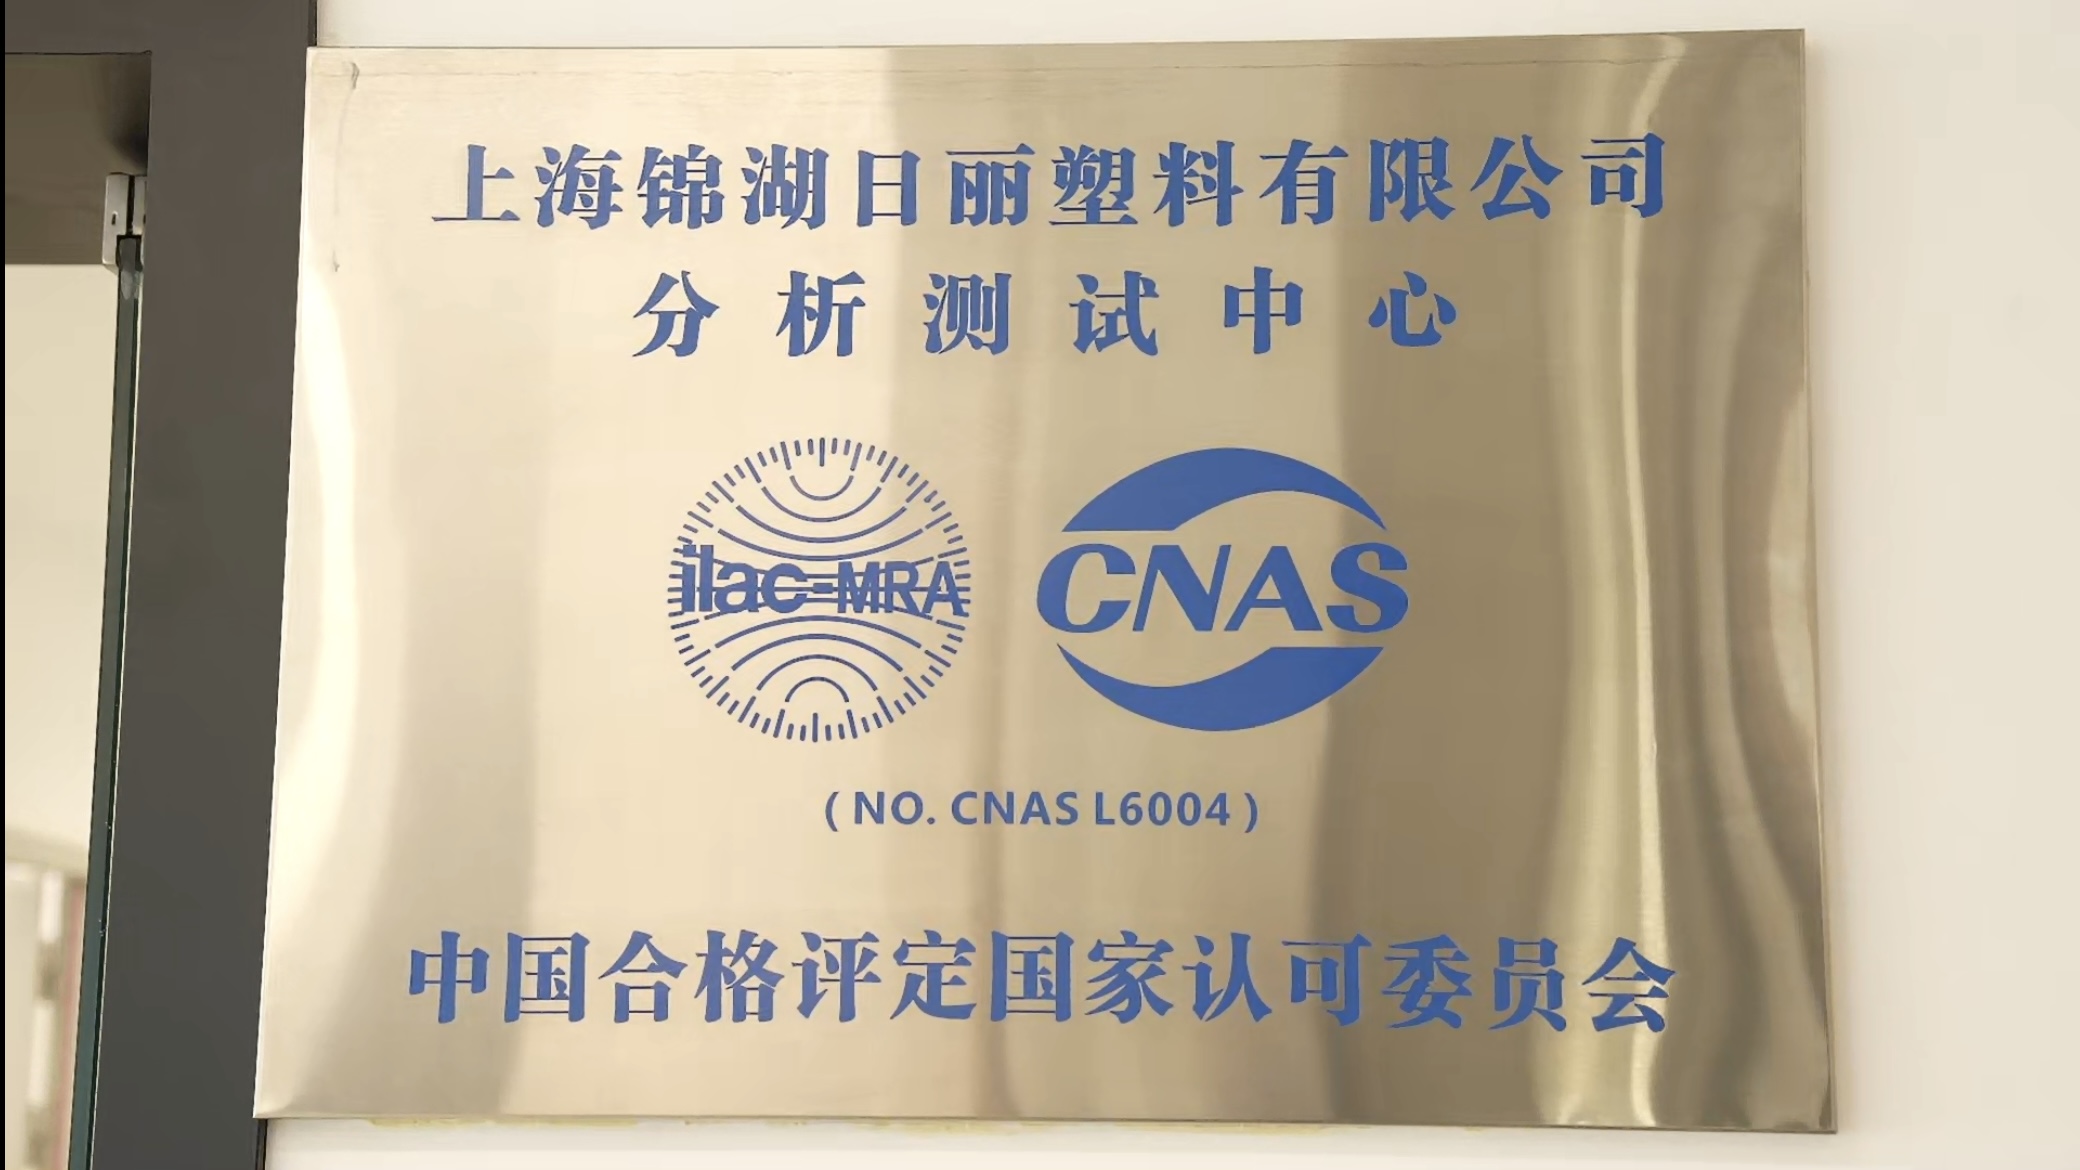 上海锦湖日丽塑料有限公司
分析测试中心
ilac-MRA
CNAS
(NO. CNAS L6004)
中国合格评定国家认可委员会